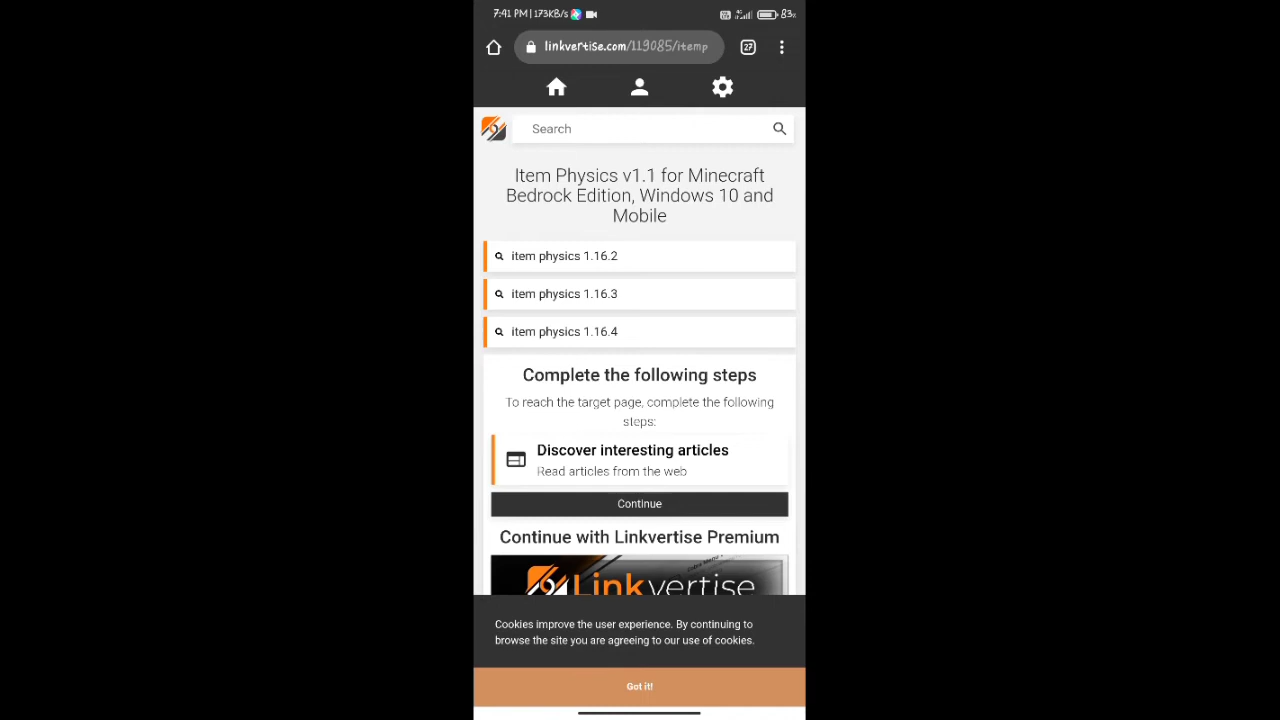 7:41 PM | 173KB/s
4G
83%
linkvertise.com/119085/itemp
27
Search
Item Physics v1.1 for Minecraft
Bedrock Edition, Windows 10 and
Mobile
item physics 1.16.2
item physics 1.16.3
item physics 1.16.4
Complete the following steps
To reach the target page, complete the following
steps:
Discover interesting articles
Read articles from the web
Continue
Continue with Linkvertise Premium
Linkvertise
Cookies improve the user experience. By continuing to
browse the site you are agreeing to our use of cookies.
Got it!